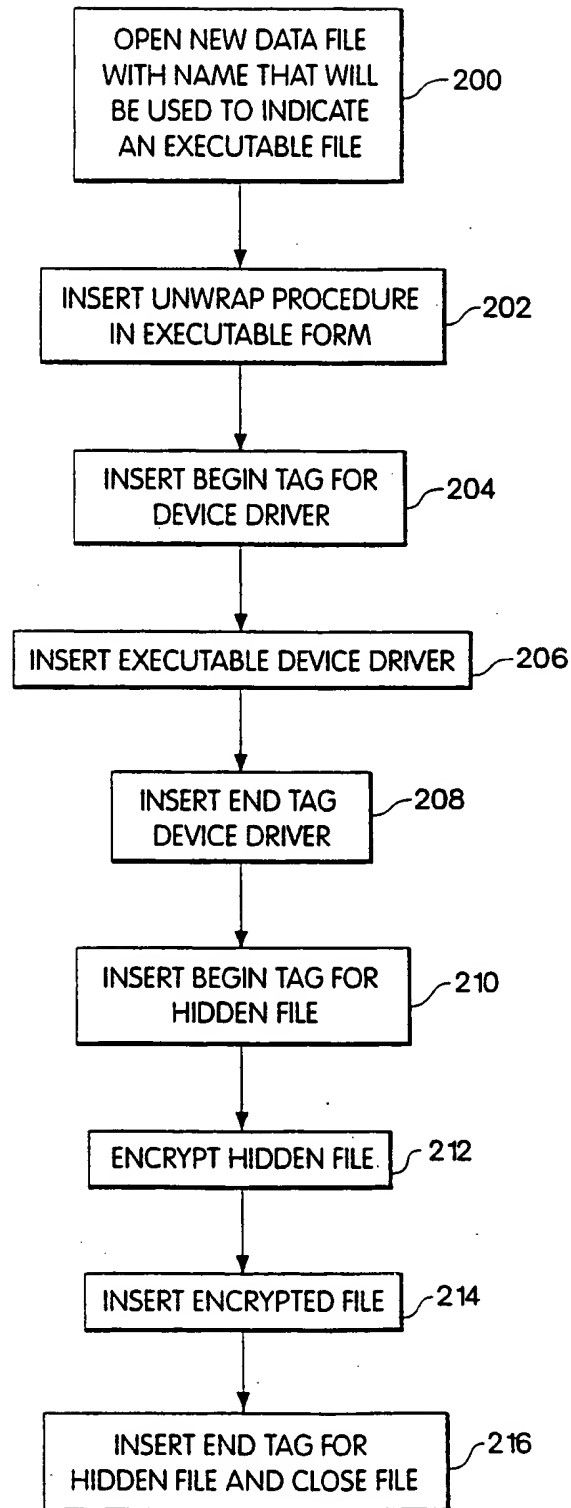 OPEN NEW DATA FILE
WITH NAME THAT WILL
BE USED TO INDICATE
AN EXECUTABLE FILE
200
INSERT UNWRAP PROCEDURE
IN EXECUTABLE FORM
202
INSERT BEGIN TAG FOR
DEVICE DRIVER
204
INSERT EXECUTABLE DEVICE DRIVER
206
INSERT END TAG
DEVICE DRIVER
208
INSERT BEGIN TAG FOR
HIDDEN FILE
210
ENCRYPT HIDDEN FILE
212
INSERT ENCRYPTED FILE
214
INSERT END TAG FOR
HIDDEN FILE AND CLOSE FILE
216